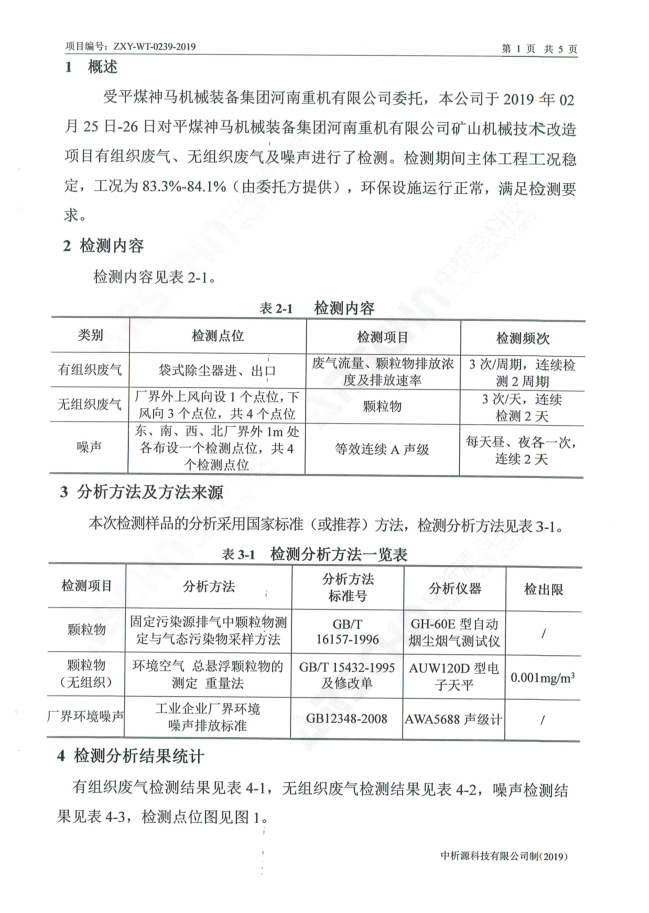 项目编号：ZXY-WT-0239-2019
第 1 页 共 5 页
1 概述
受平煤神马机械装备集团河南重机有限公司委托，本公司于 2019 年 02
月 25 日-26 日对平煤神马机械装备集团河南重机有限公司矿山机械技术改造
项目有组织废气、无组织废气及噪声进行了检测。检测期间主体工程工况稳
定，工况为 83.3%-84.1%（由委托方提供），环保设施运行正常，满足检测要
求。
2 检测内容
检测内容见表 2-1。
表 2-1 检测内容
类别 检测点位 检测项目 检测频次
有组织废气 袋式除尘器进、出口 废气流量、颗粒物排放浓
度及排放速率 3 次/周期，连续检
测 2 周期
无组织废气 厂界外上风向设 1 个点位，下
风向 3 个点位，共 4 个点位 颗粒物 3 次/天，连续
检测 2 天
噪声 东、南、西、北厂界外 1m 处
各布设一个检测点位，共 4
个检测点位 等效连续 A 声级 每天昼、夜各一次，
连续 2 天
3 分析方法及方法来源
本次检测样品的分析采用国家标准（或推荐）方法，检测分析方法见表 3-1。
表 3-1 检测分析方法一览表
检测项目 分析方法 分析方法
标准号 分析仪器 检出限
颗粒物 固定污染源排气中颗粒物测
定与气态污染物采样方法 GB/T
16157-1996 GH-60E 型自动
烟尘烟气测试仪 /
颗粒物
（无组织） 环境空气 总悬浮颗粒物的
测定 重量法 GB/T 15432-1995
及修改单 AUW120D 型电
子天平 0.001mg/m³
厂界环境噪声 工业企业厂界环境
噪声排放标准 GB12348-2008 AWA5688 声级计 /
4 检测分析结果统计
有组织废气检测结果见表 4-1，无组织废气检测结果见表 4-2，噪声检测结
果见表 4-3，检测点位图见图 1。
中析源科技有限公司制(2019)